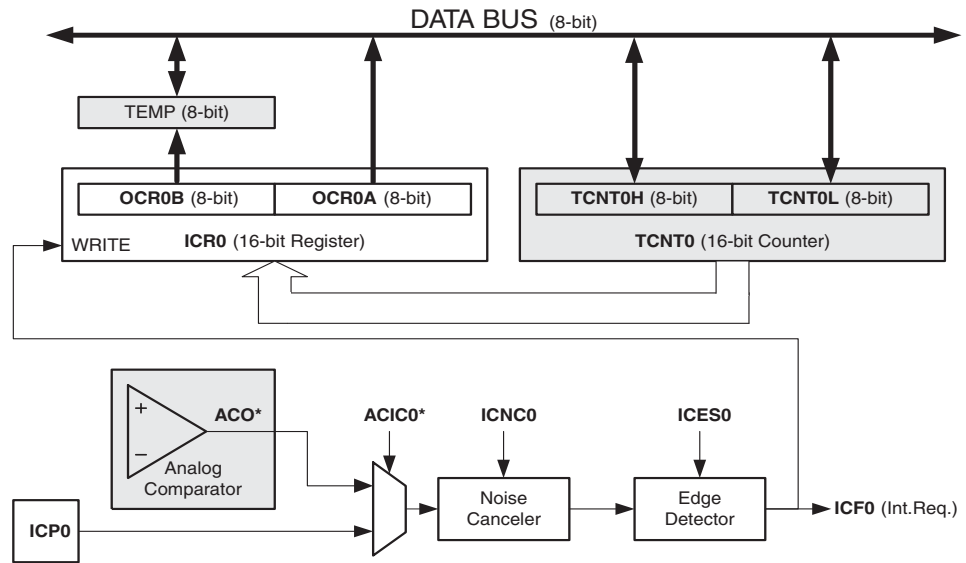 DATA BUS (8-bit)
TEMP (8-bit)
OCR0B (8-bit)
OCR0A (8-bit)
TCNT0H (8-bit)
TCNT0L (8-bit)
WRITE
ICR0 (16-bit Register)
TCNT0 (16-bit Counter)
+
−
ACO*
Analog
Comparator
ACIC0*
ICNC0
ICES0
ICP0
Noise
Canceler
Edge
Detector
ICF0 (Int.Req.)